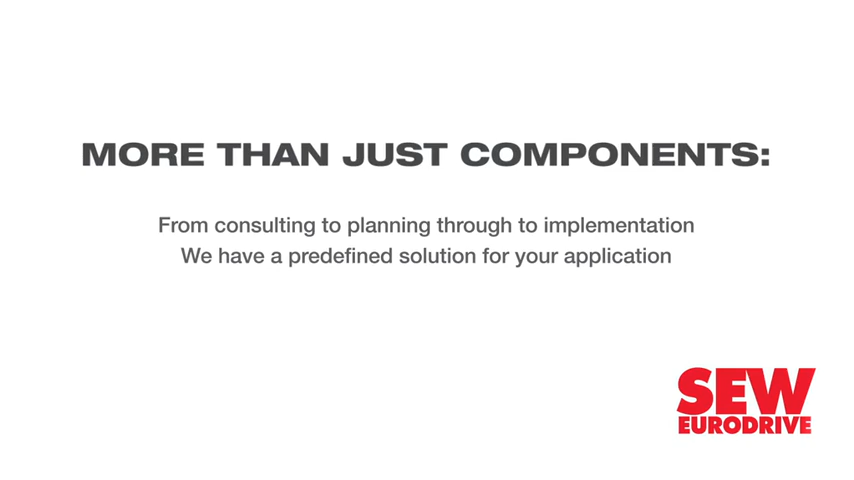 MORE THAN JUST COMPONENTS:
From consulting to planning through to implementation
We have a predefined solution for your application
SEW
EURODRIVE